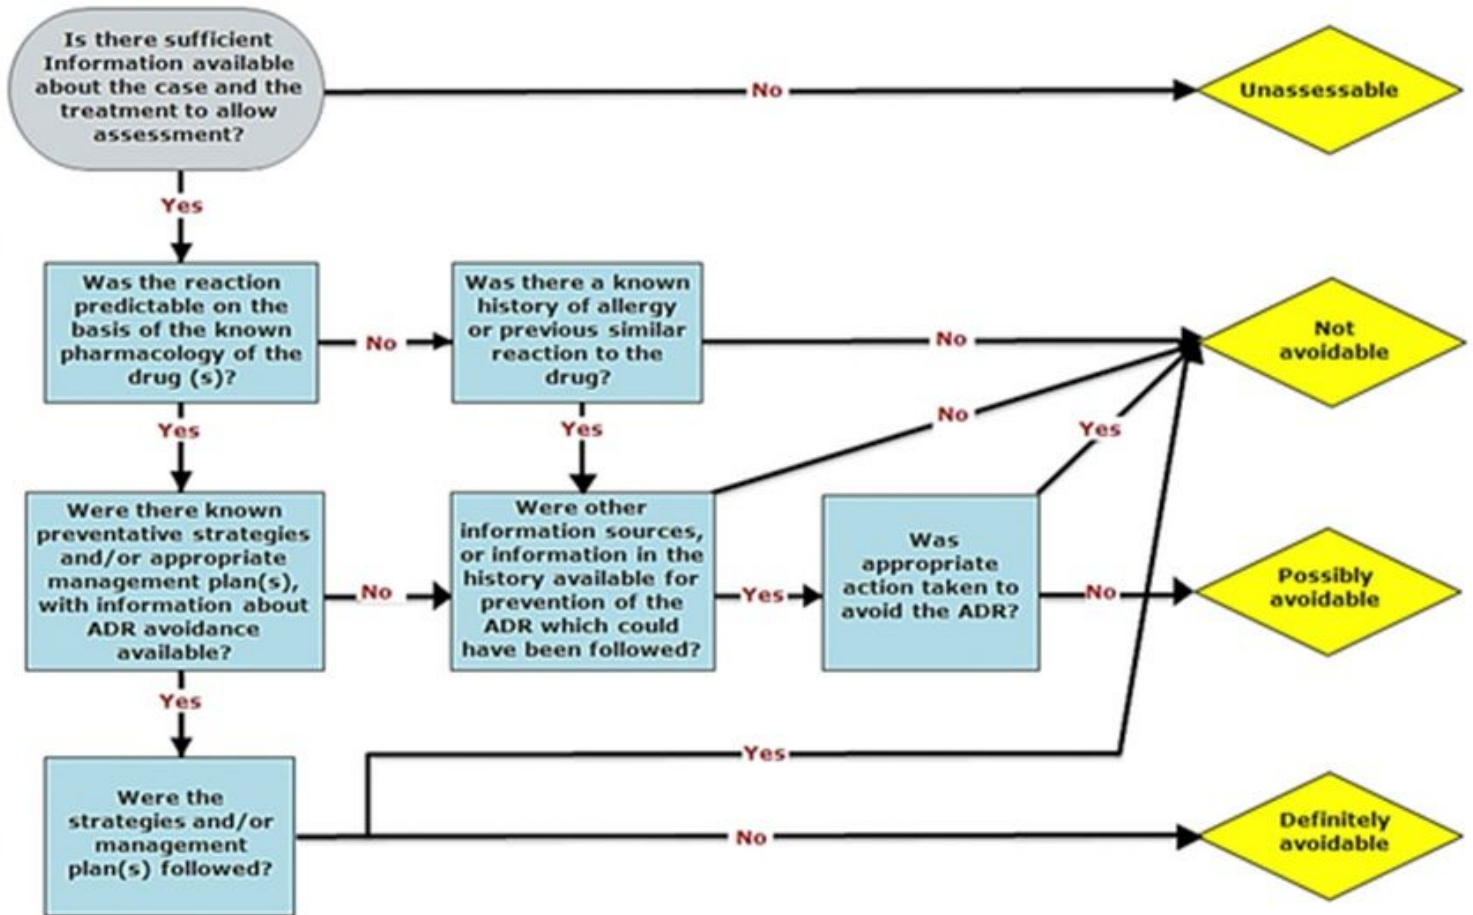 Is there sufficient
Information available
about the case and the
treatment to allow
assessment?
No
Unassessable
Yes
Was the reaction
predictable on the
basis of the known
pharmacology of the
drug (s)?
No
Was there a known
history of allergy
or previous similar
reaction to the
drug?
No
Not
avoidable
Yes
Yes
No
Yes
Were there known
preventative strategies
and/or appropriate
management plan(s),
with information about
ADR avoidance
available?
No
Were other
information sources,
or information in the
history available for
prevention of the
ADR which could
have been followed?
Yes
Was
appropriate
action taken to
avoid the ADR?
No
Possibly
avoidable
Yes
Yes
Were the
strategies and/or
management
plan(s) followed?
No
Definitely
avoidable